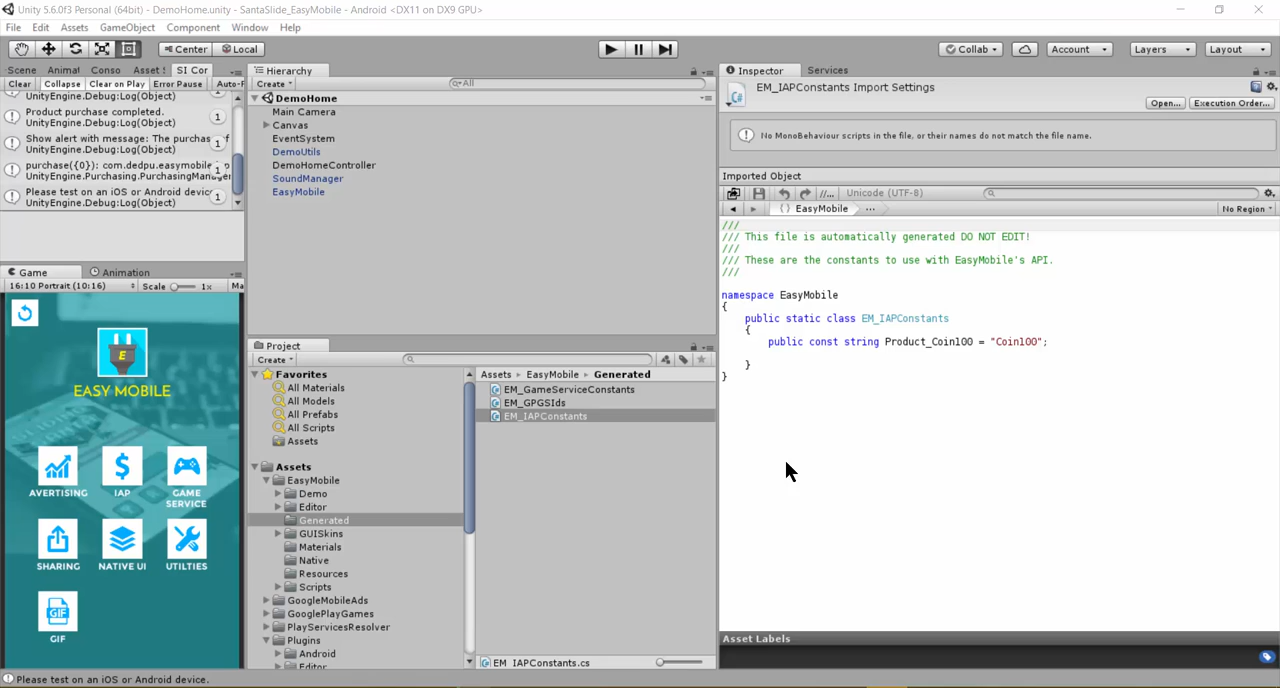 Unity 5.6.0f3 Personal (64bit) - DemoHome.unity - SantaSlide_EasyMobile - Android <DX11 on DX9 GPU>
File Edit Assets GameObject Component Window Help
Center Local Collab Account Layers Layout
Scene Animat Conso Asset SI Cor
Clear Collapse Clear on Play Error Pause Auto-F
UnityEngine.Debug:Log(Object)
Product purchase completed. 1
UnityEngine.Debug:Log(Object)
Show alert with message: The purchas of 1
UnityEngine.Debug:Log(Object)
purchase({0}): com.dedpu.easymobile 1
UnityEngine.Purchasing.PurchasingManager
Please test on an iOS or Android device 1
UnityEngine.Debug:Log(Object)
Hierarchy
Create All
DemoHome
Main Camera
Canvas
EventSystem
DemoUtils
DemoHomeController
SoundManager
EasyMobile
Game Animation
16:10 Portrait (10:16) Scale 1x Ma
E
EASY MOBILE
AVERTISING IAP GAME SERVICE
SHARING NATIVE UI UTILTIES
GIF
GIF
Project
Create
Favorites
All Materials
All Models
All Prefabs
All Scripts
Assets
Assets
EasyMobile
Demo
Editor
Generated
GUISkins
Materials
Native
Resources
Scripts
GoogleMobileAds
GooglePlayGames
PlayServicesResolver
Plugins
Android
Editor
Assets EasyMobile Generated
EM_GameServiceConstants
EM_GPGSIds
EM_IAPConstants
EM_IAPConstants.cs
Inspector Services
EM_IAPConstants Import Settings
C#
Open... Execution Order...
No MonoBehaviour scripts in the file, or their names do not match the file name.
Imported Object
//... Unicode (UTF-8)
{ } EasyMobile ... No Region
///
/// This file is automatically generated DO NOT EDIT!
///
/// These are the constants to use with EasyMobile's API.
///
namespace EasyMobile
{
public static class EM_IAPConstants
{
public const string Product_Coin100 = "Coin100";
}
}
Asset Labels
Please test on an iOS or Android device.